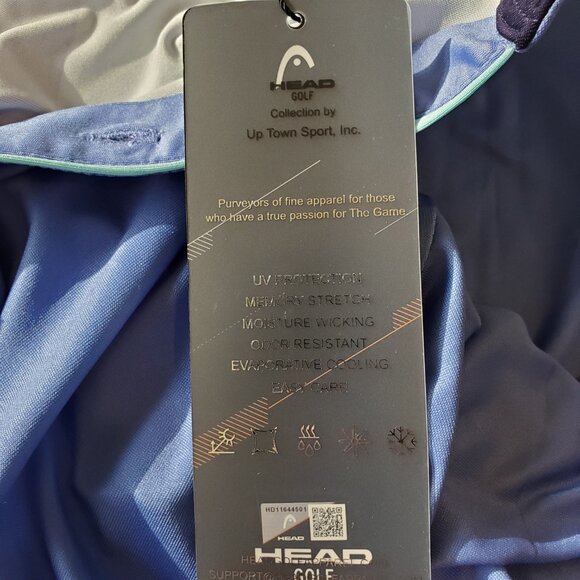 HEAD
GOLF
Collection by
Up Town Sport, Inc.
Purveyors of fine apparel for those
who have a true passion for The Game
UV PROTECTION
MEMORY STRETCH
MOISTURE WICKING
ODOR RESISTANT
EVAPORATIVE COOLING
EASY CARE
HD11644501
HEAD
HEAD
GOLF
SUPPORT@